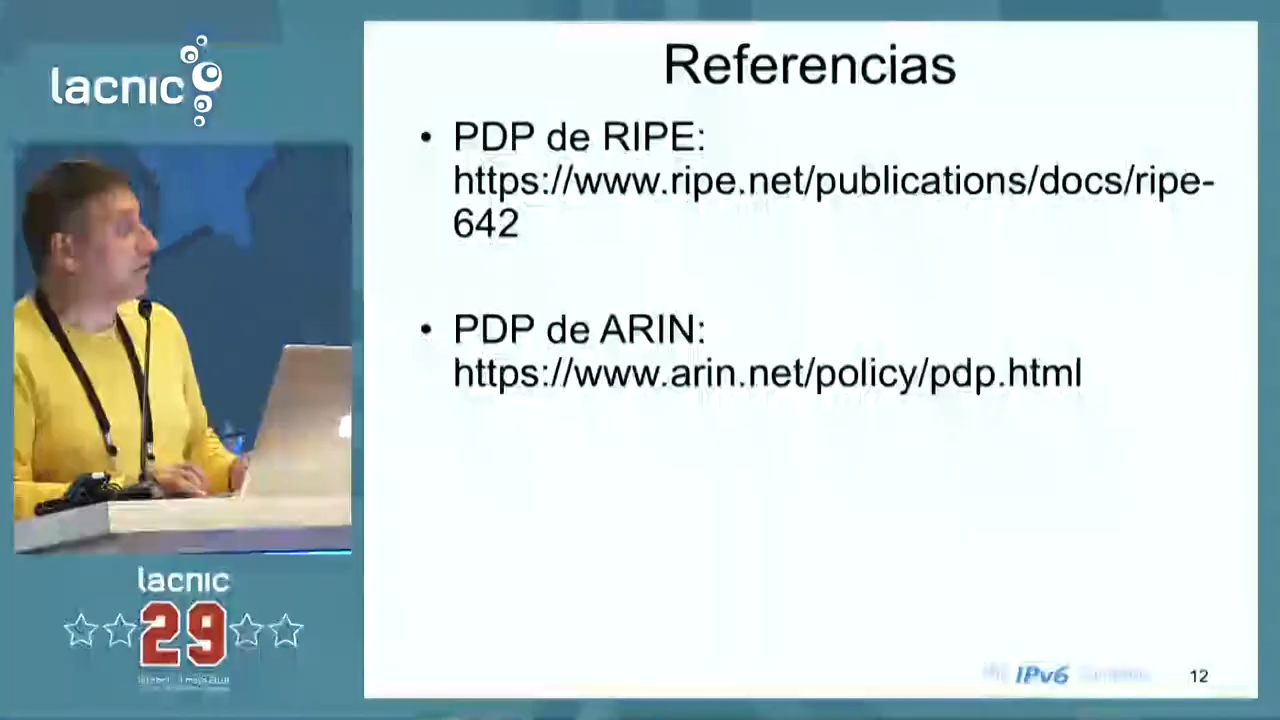 lacnic
Referencias
• PDP de RIPE:
https://www.ripe.net/publications/docs/ripe-
642
• PDP de ARIN:
https://www.arin.net/policy/pdp.html
lacnic
29
IPv6
12